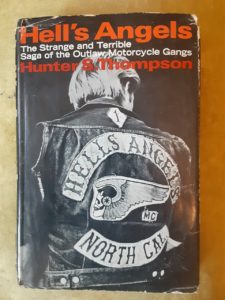 Hell's Angels
The Strange and Terrible
Saga of the Outlaw Motorcycle Gangs
Hunter S. Thompson
1
HELLS ANGELS
MC
NORTH CAL